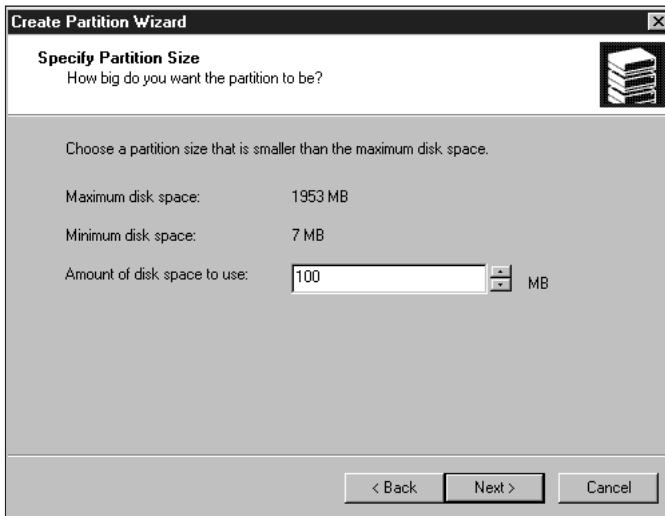 Create Partition Wizard
Specify Partition Size
How big do you want the partition to be?
Choose a partition size that is smaller than the maximum disk space.
Maximum disk space: 1953 MB
Minimum disk space: 7 MB
Amount of disk space to use: 100 MB
< Back Next > Cancel